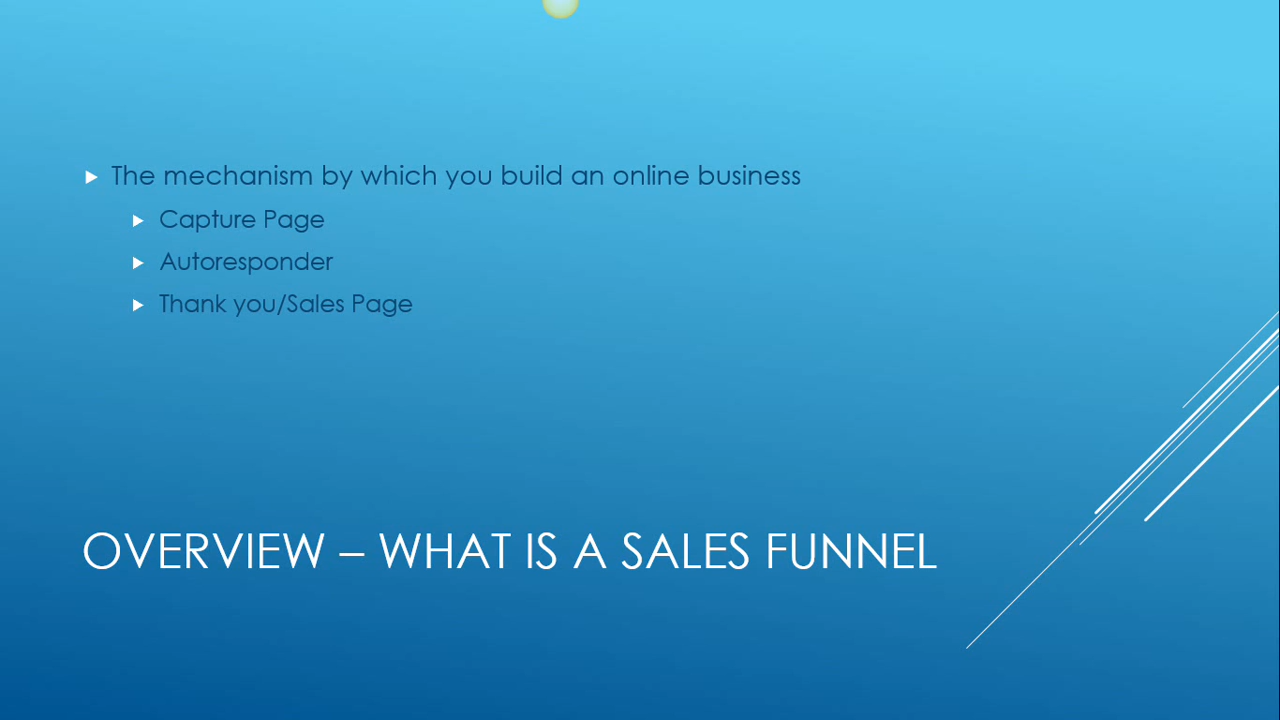 The mechanism by which you build an online business
Capture Page
Autoresponder
Thank you/Sales Page
OVERVIEW – WHAT IS A SALES FUNNEL